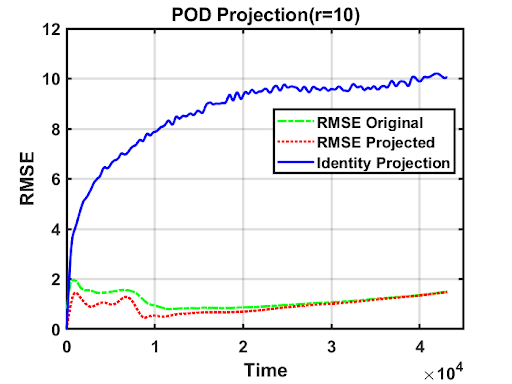 POD Projection(r=10)
12
10
8
6
4
2
0
RMSE
RMSE Original
RMSE Projected
Identity Projection
0 1 2 3 4
Time
×10⁴